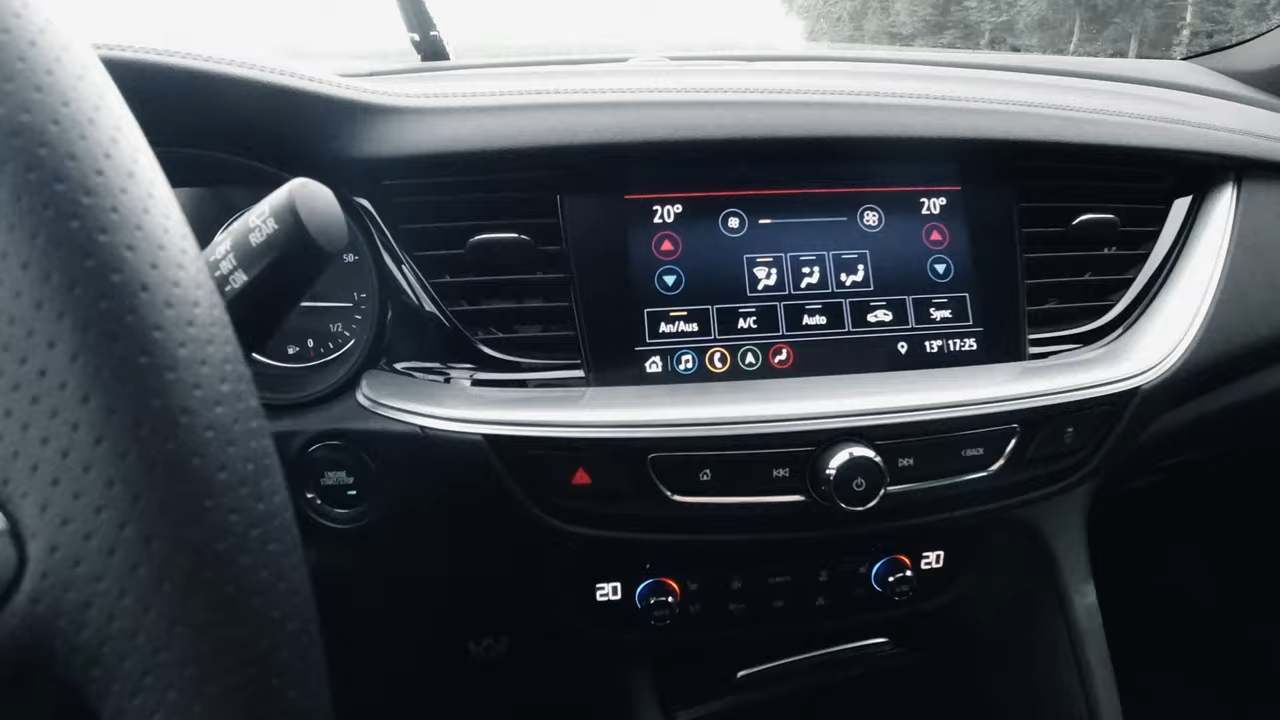 20° 20°
An/Aus A/C Auto Sync
A
13° 17:25
OFF
INT
ON
REAR
50
1
1/2
0
ENGINE
START/STOP
BACK
20 20